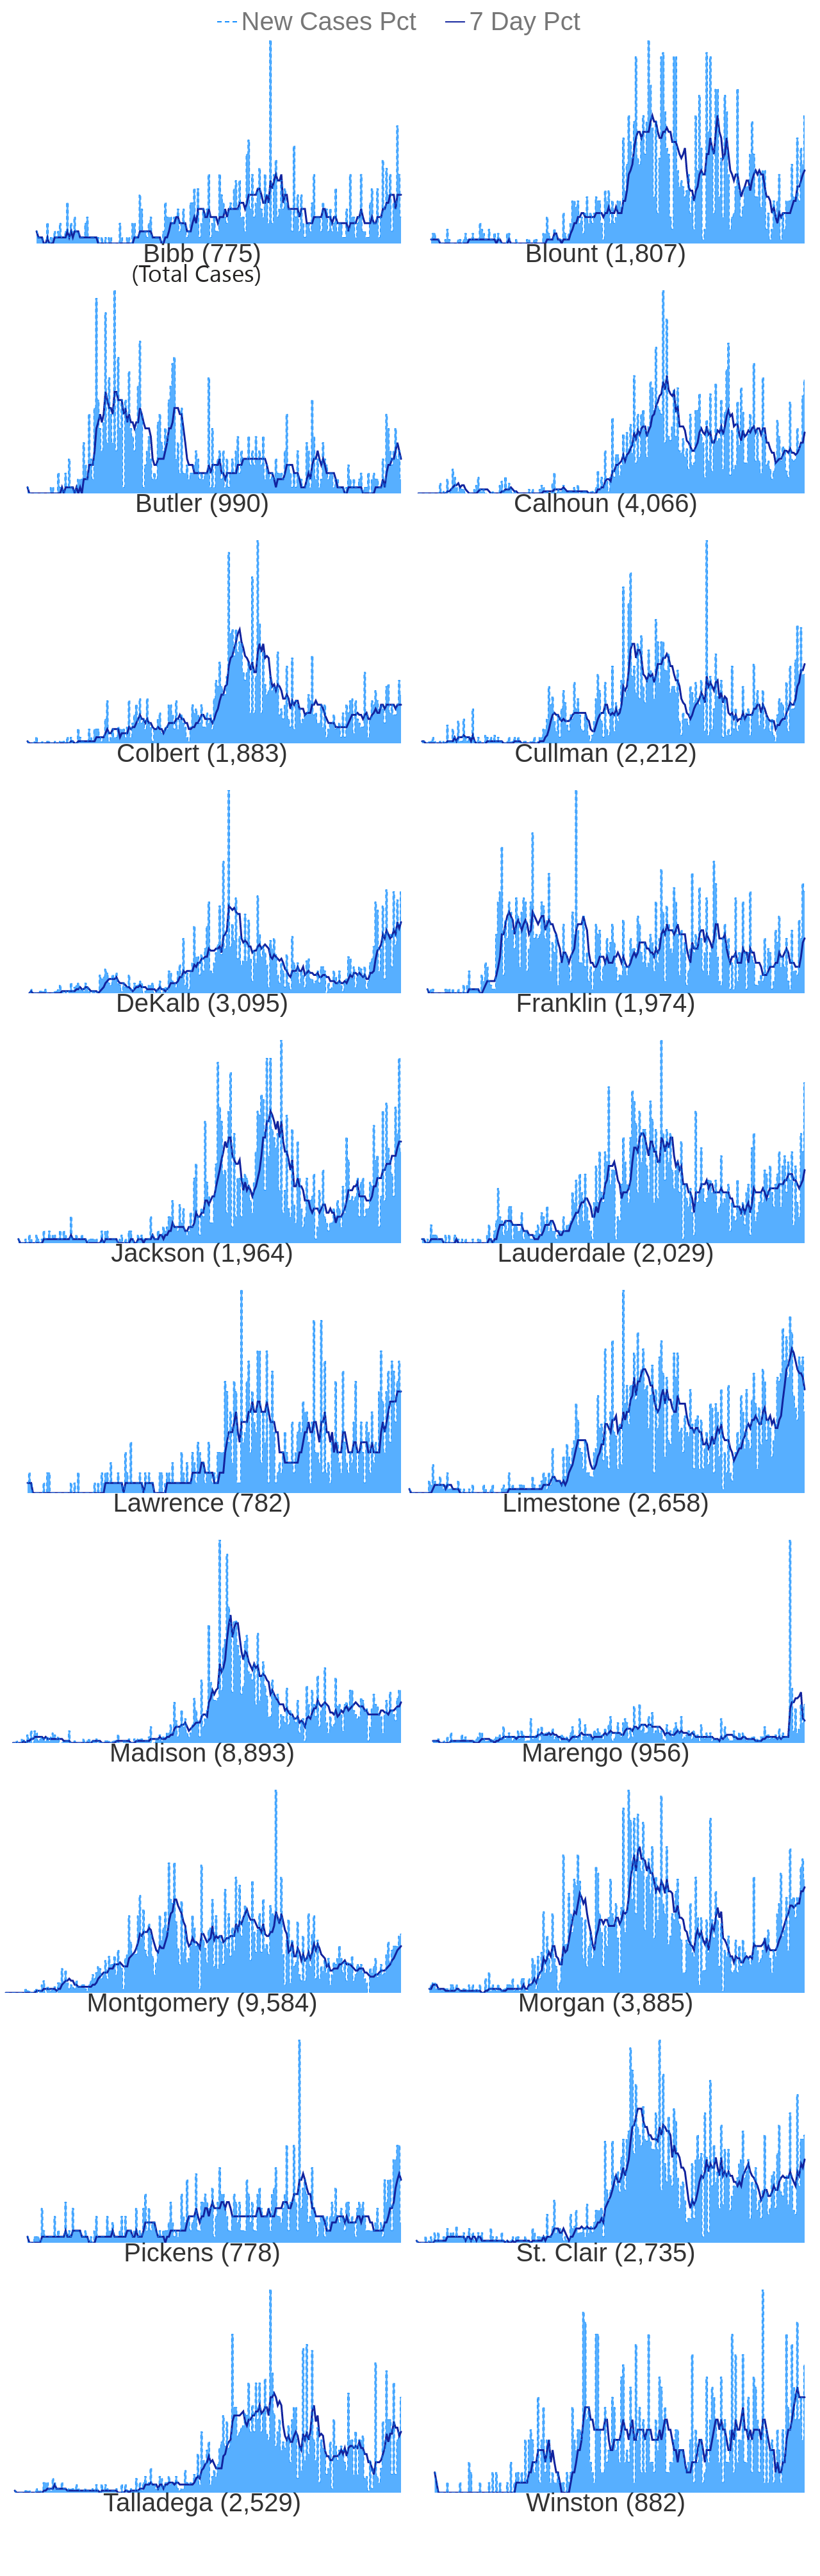 New Cases Pct 7 Day Pct
Bibb (775) Blount (1,807)
(Total Cases)
Butler (990) Calhoun (4,066)
Colbert (1,883) Cullman (2,212)
DeKalb (3,095) Franklin (1,974)
Jackson (1,964) Lauderdale (2,029)
Lawrence (782) Limestone (2,658)
Madison (8,893) Marengo (956)
Montgomery (9,584) Morgan (3,885)
Pickens (778) St. Clair (2,735)
Talladega (2,529) Winston (882)